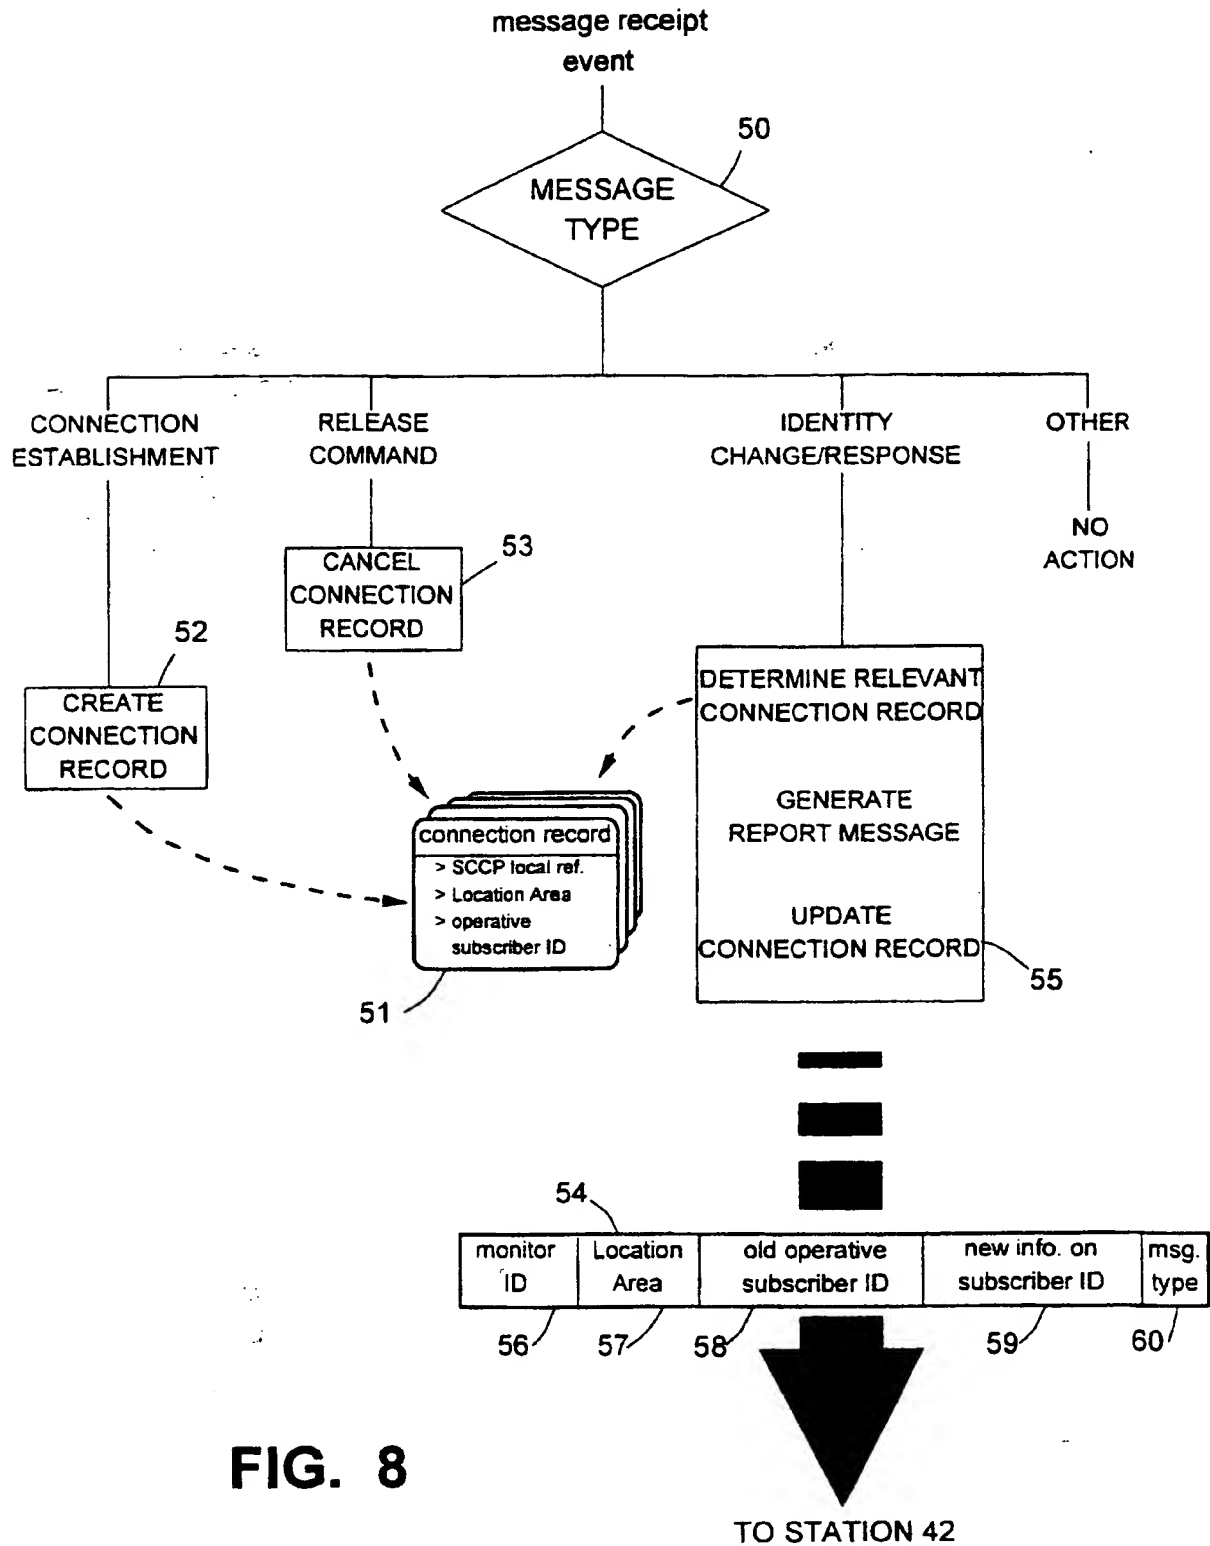 message receipt
event
50
MESSAGE
TYPE
CONNECTION
ESTABLISHMENT
RELEASE
COMMAND
IDENTITY
CHANGE/RESPONSE
OTHER
NO
ACTION
53
CANCEL
CONNECTION
RECORD
52
CREATE
CONNECTION
RECORD
DETERMINE RELEVANT
CONNECTION RECORD
GENERATE
REPORT MESSAGE
UPDATE
CONNECTION RECORD
55
connection record
> SCCP local ref.
> Location Area
> operative
subscriber ID
51
54
monitor
ID
Location
Area
old operative
subscriber ID
new info. on
subscriber ID
msg.
type
56
57
58
59
60
FIG. 8
TO STATION 42